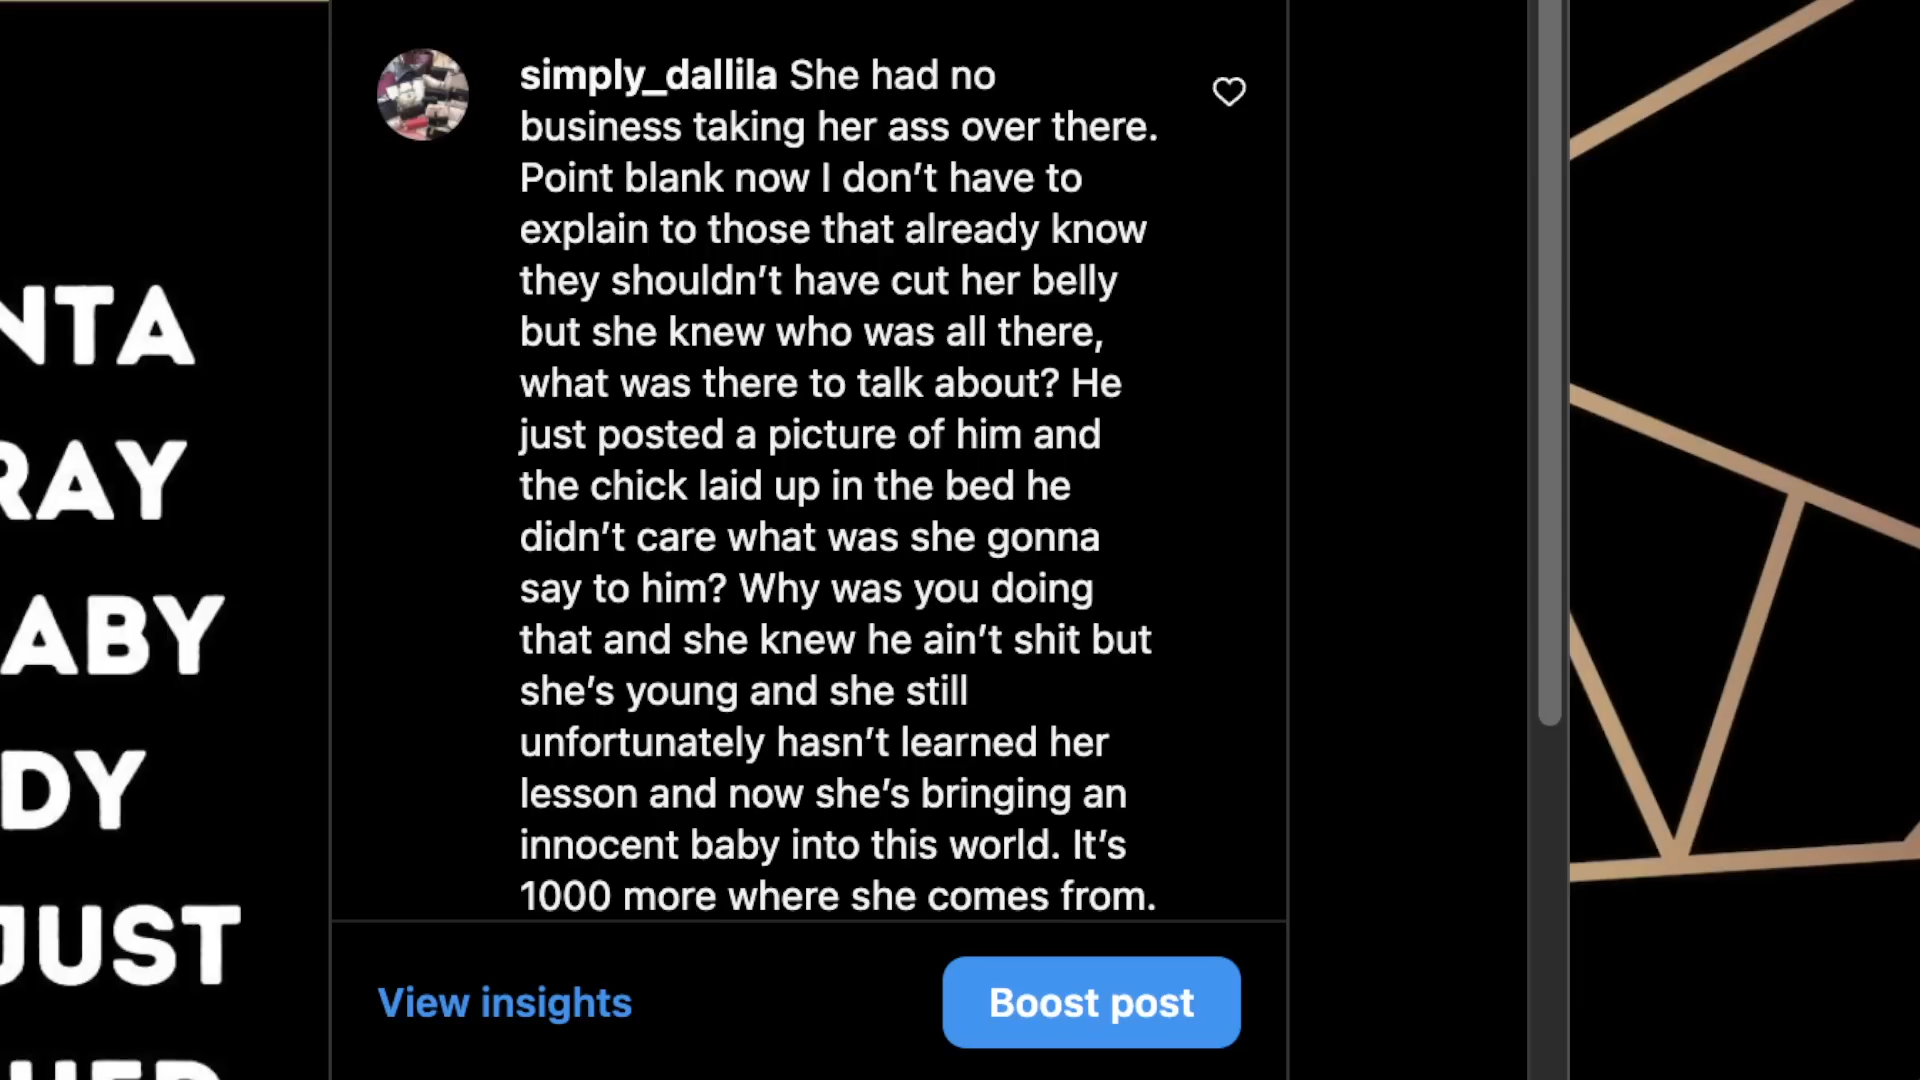 NTA
RAY
ABY
DY
JUST
simply_dallila She had no
business taking her ass over there.
Point blank now I don’t have to
explain to those that already know
they shouldn’t have cut her belly
but she knew who was all there,
what was there to talk about? He
just posted a picture of him and
the chick laid up in the bed he
didn’t care what was she gonna
say to him? Why was you doing
that and she knew he ain’t shit but
she’s young and she still
unfortunately hasn’t learned her
lesson and now she’s bringing an
innocent baby into this world. It’s
1000 more where she comes from.
View insights
Boost post